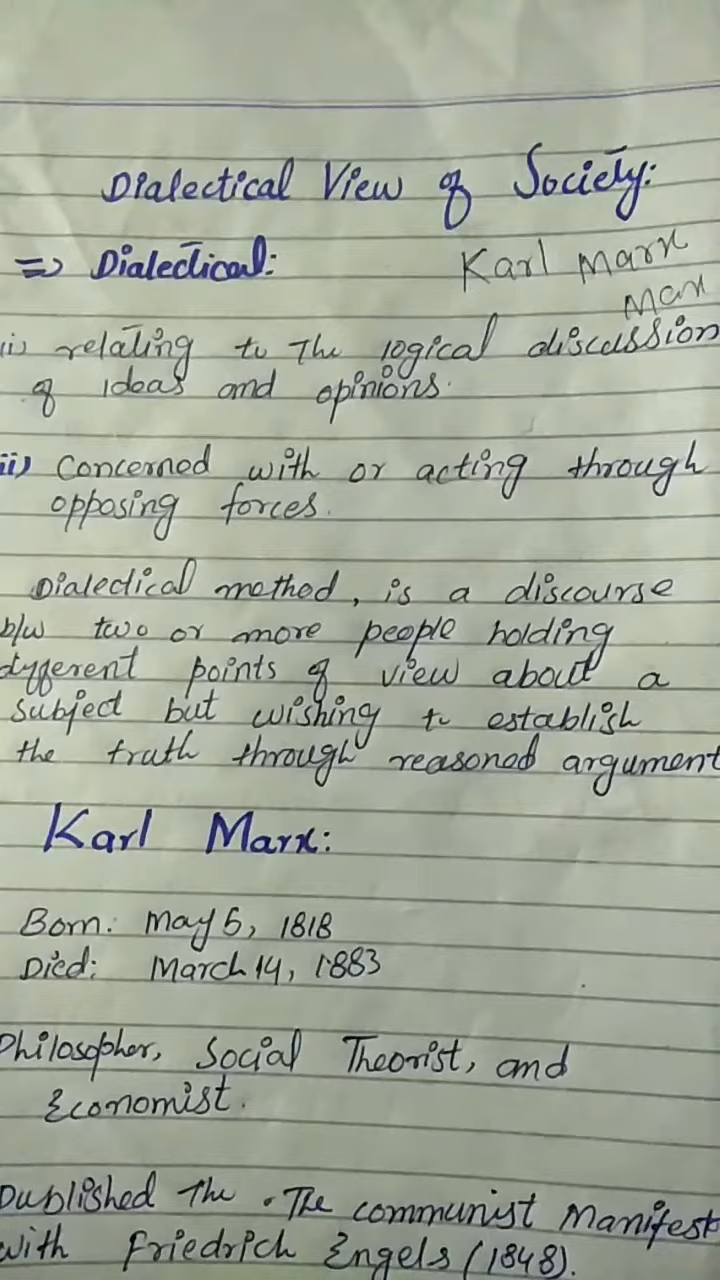 Dialectical View of Society:
=> Dialectical:
Karl Marx
Max
(i) relating to The logical discussion
of ideas and opinions.
ii) Concerned with or acting through
opposing forces.
Dialectical method, is a discourse
b/w two or more people holding
different points of view about a
subject but wishing to establish
the truth through reasoned argument
Karl Marx:
Born: May 5, 1818
Died: March 14, 1883
Philosopher, Social Theorist, and
Economist.
Published The . The communist Manifest
with Friedrich Engels (1848).